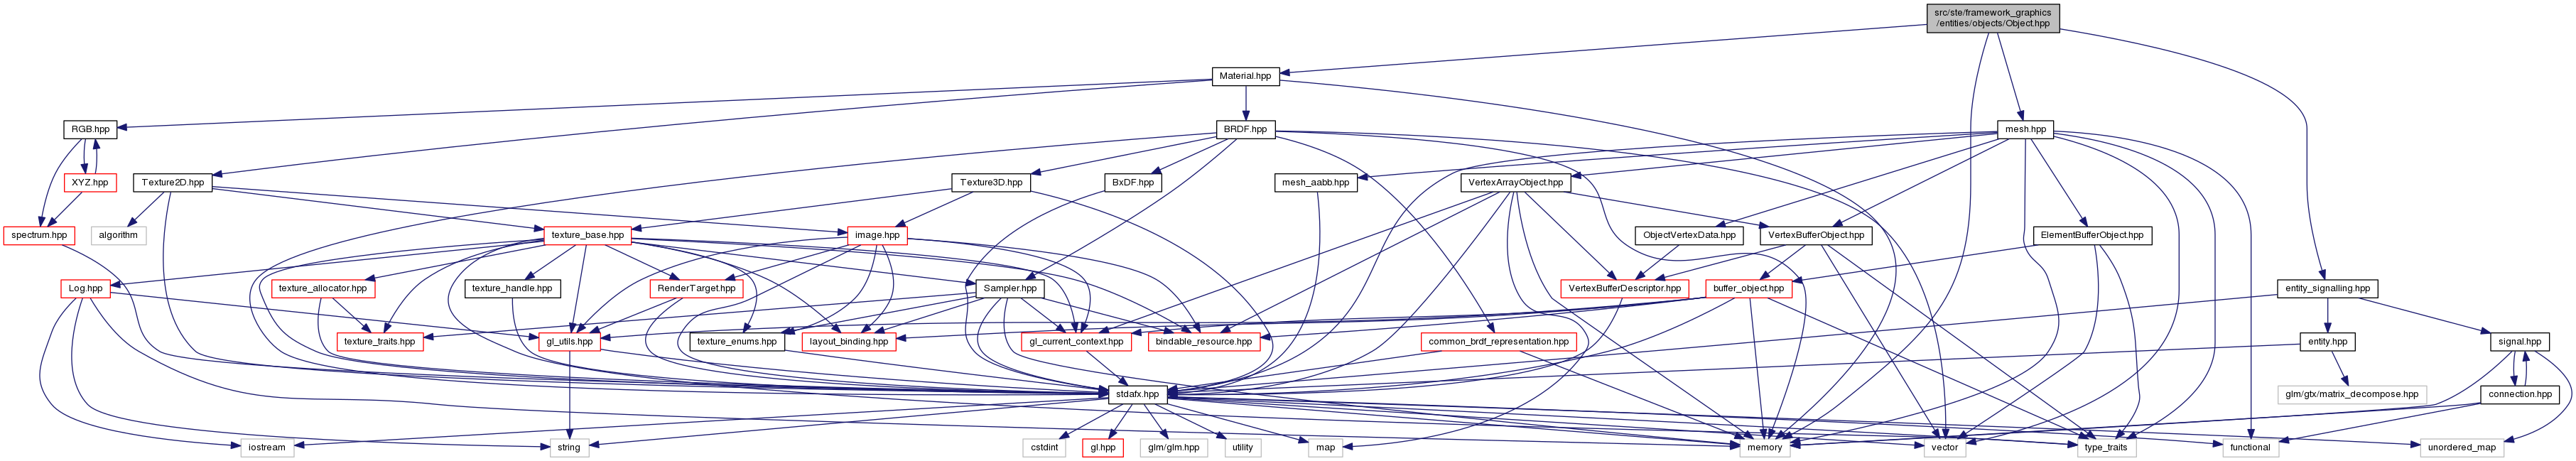 src/ste/framework_graphics
/entities/objects/Object.hpp
Material.hpp
RGB.hpp
BRDF.hpp
mesh.hpp
XYZ.hpp
Texture2D.hpp
Texture3D.hpp
BxDF.hpp
mesh_aabb.hpp
VertexArrayObject.hpp
spectrum.hpp
algorithm
texture_base.hpp
image.hpp
ObjectVertexData.hpp
VertexBufferObject.hpp
ElementBufferObject.hpp
Log.hpp
texture_allocator.hpp
texture_handle.hpp
RenderTarget.hpp
Sampler.hpp
VertexBufferDescriptor.hpp
buffer_object.hpp
entity_signalling.hpp
texture_traits.hpp
gl_utils.hpp
texture_enums.hpp
layout_binding.hpp
gl_current_context.hpp
bindable_resource.hpp
common_brdf_representation.hpp
entity.hpp
signal.hpp
stdafx.hpp
glm/gtx/matrix_decompose.hpp
connection.hpp
iostream
string
cstdint
gl.hpp
glm/glm.hpp
utility
map
memory
vector
type_traits
functional
unordered_map